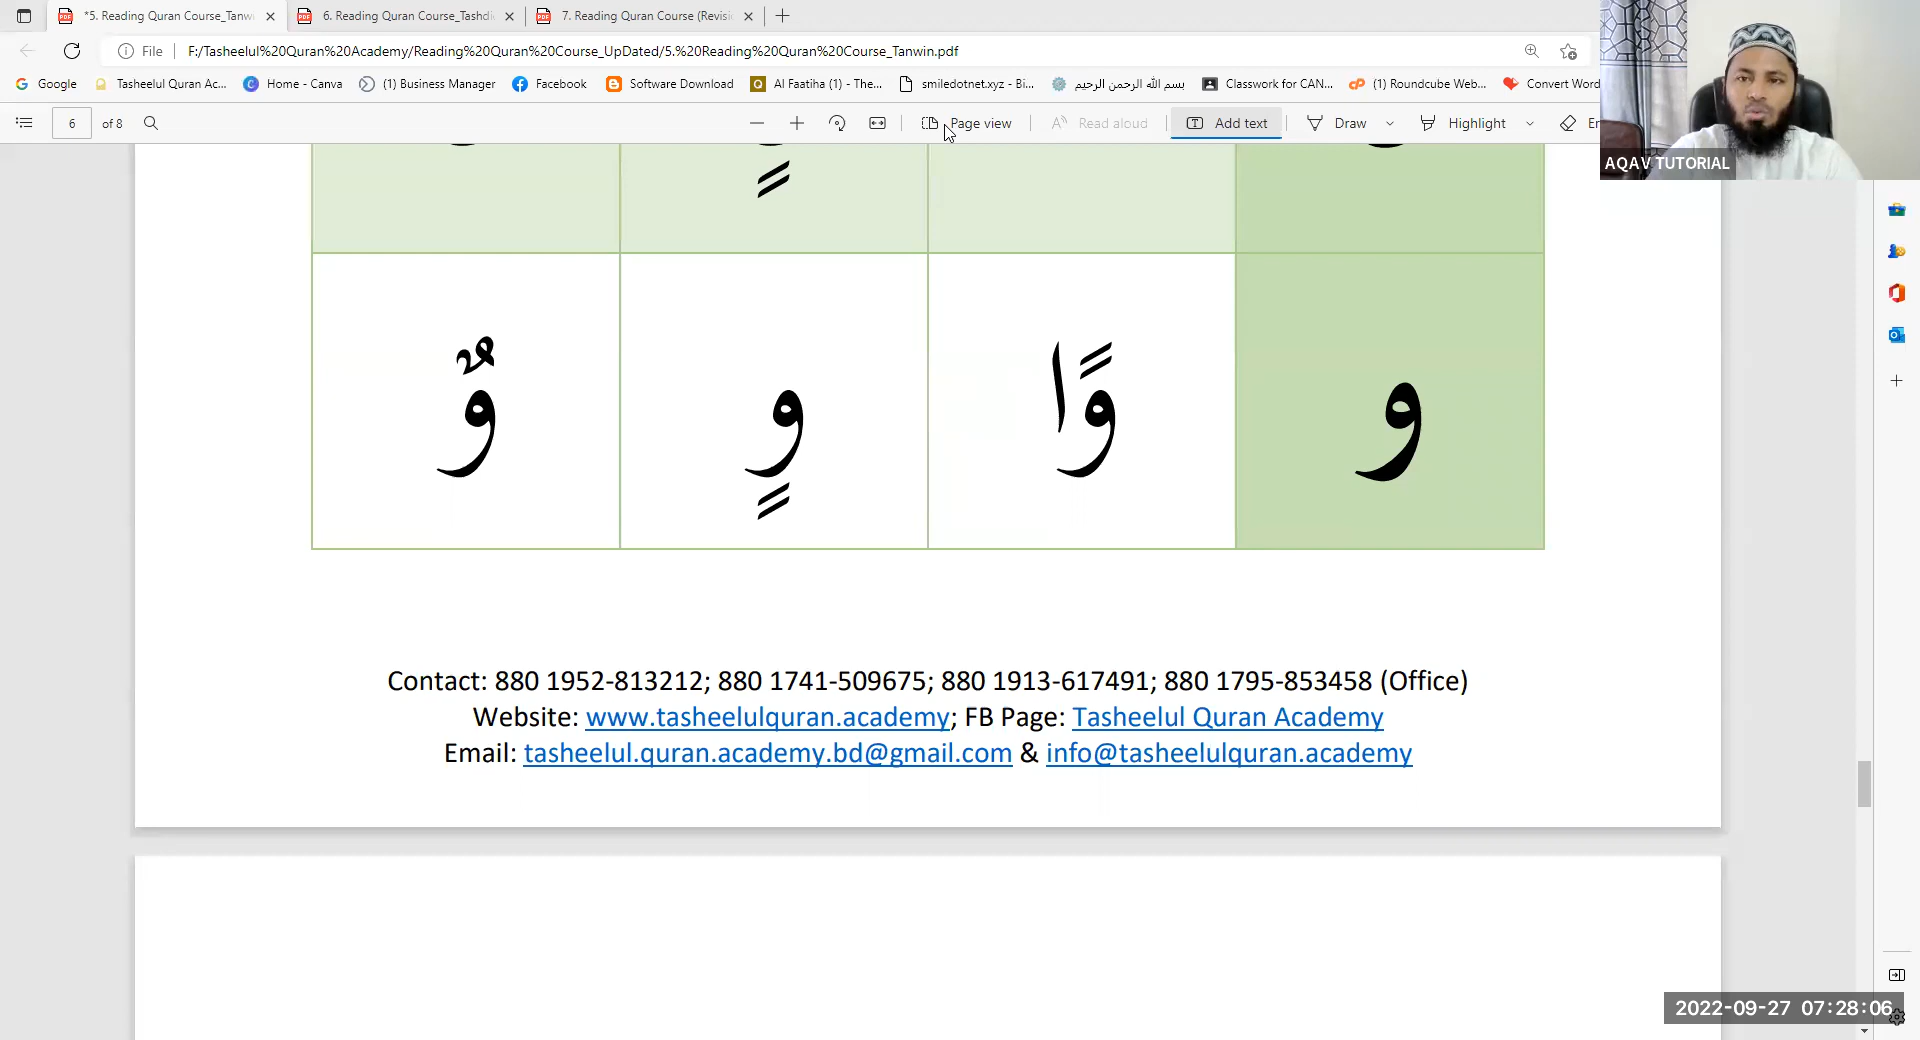 *5. Reading Quran Course_Tanwi
6. Reading Quran Course_Tashdi
7. Reading Quran Course (Revisi
File
F:/Tasheelul%20Quran%20Academy/Reading%20Quran%20Course_UpDated/5.%20Reading%20Quran%20Course_Tanwin.pdf
Google
Tasheelul Quran Ac...
Home - Canva
(1) Business Manager
Facebook
Software Download
Al Faatiha (1) - The...
smiledotnet.xyz - Bi...
بسم الله الرحمن الرحيم
Classwork for CAN...
(1) Roundcube Web...
Convert Word
6 of 8
Page view
Read aloud
Add text
Draw
Highlight
Er
AQAV TUTORIAL
و وًا وٍ وٌ
Contact: 880 1952-813212; 880 1741-509675; 880 1913-617491; 880 1795-853458 (Office)
Website: www.tasheelulquran.academy; FB Page: Tasheelul Quran Academy
Email: tasheelul.quran.academy.bd@gmail.com & info@tasheelulquran.academy
2022-09-27 07:28:06